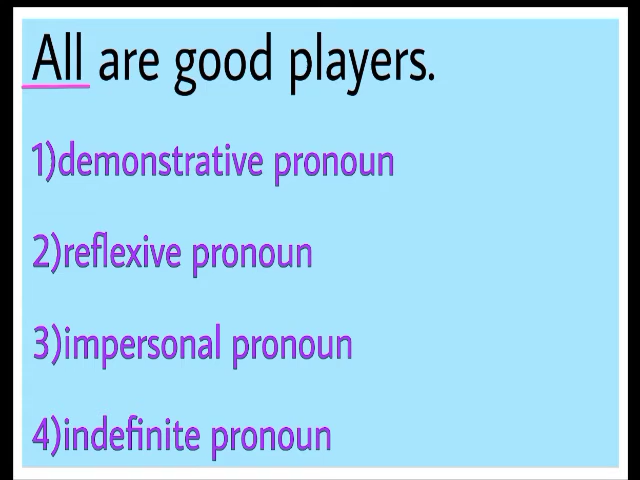 All are good players.
1)demonstrative pronoun
2)reflexive pronoun
3)impersonal pronoun
4)indefinite pronoun